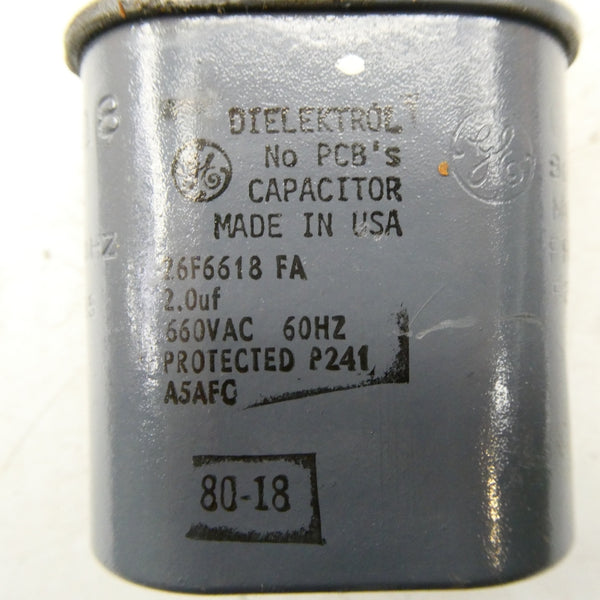 DIELEKTROL
No PCB's
CAPACITOR
MADE IN USA
26F6618 FA
2.0uf
660VAC 60HZ
PROTECTED P241
A5AFC
80-18